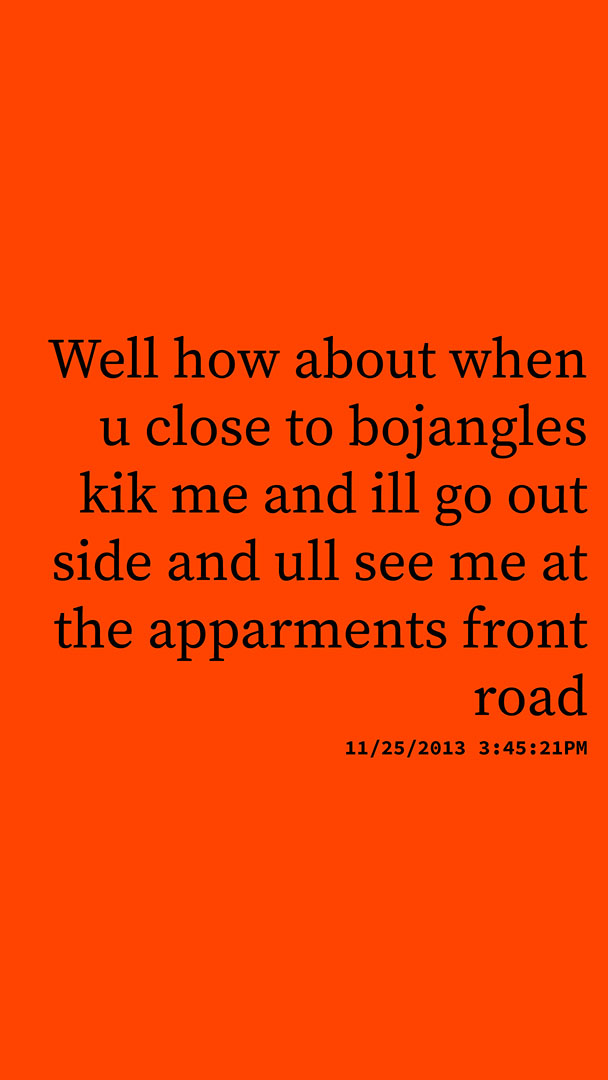 Well how about when
u close to bojangles
kik me and ill go out
side and ull see me at
the apparments front
road
11/25/2013 3:45:21PM